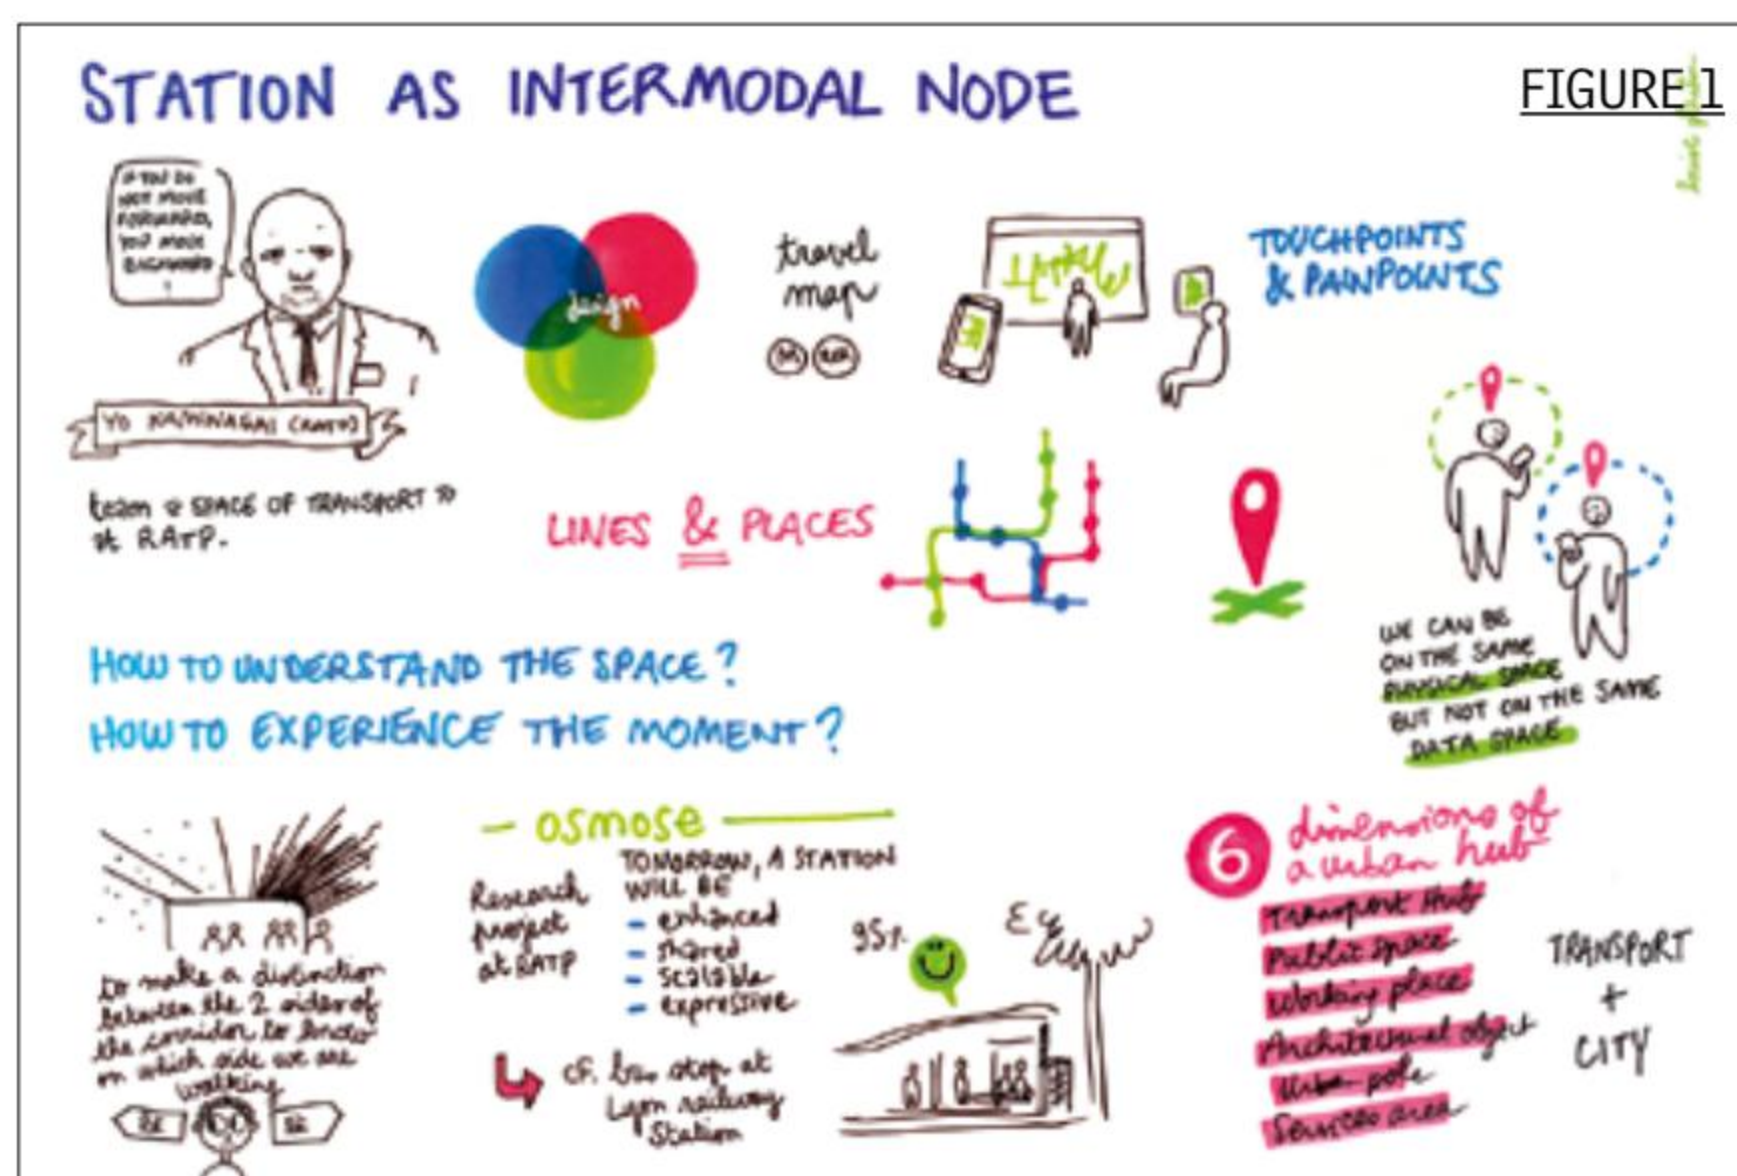 STATION AS INTERMODAL NODE
FIGURE 1
IF YOU DO
NOT MOVE
FORWARD,
YOU MOVE
BACKWARD
!
YO KAMINAGAI (RATP)
team SPACE OF TRANSPORT
at RATP.
design
travel
map
RER
TOUCHPOINTS
& PAINPOINTS
LINES & PLACES
WE CAN BE
ON THE SAME
PHYSICAL SPACE
BUT NOT ON THE SAME
DATA SPACE
HOW TO UNDERSTAND THE SPACE?
HOW TO EXPERIENCE THE MOMENT?
to make a distinction
between the 2 sides of
the corridor to know
on which side we are
walking
- osmose
Research
project
at RATP
TOMORROW, A STATION
WILL BE
- enhanced
- shared
- scalable
- expressive
cf. bus stop at
Lyon railway
Station
95%
6
dimensions of
a urban hub
Transport Hub
Public space
Working place
Architectural object
Urban pole
Services area
TRANSPORT
+
CITY